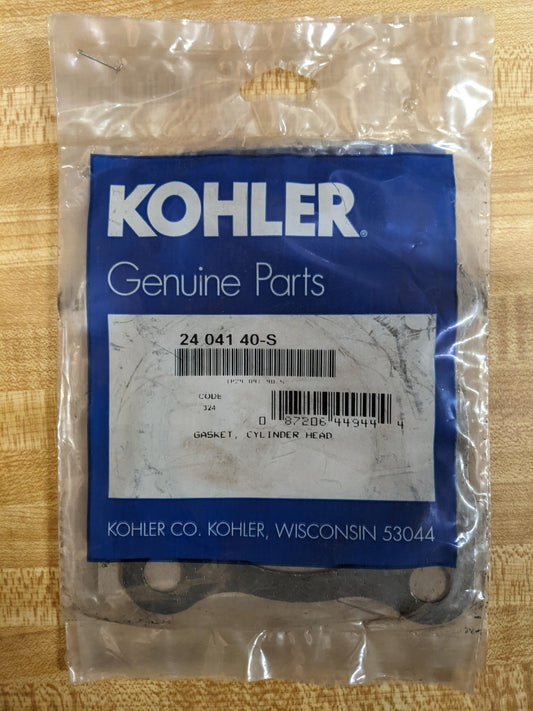 KOHLER®
Genuine Parts
24 041 40-S
CODE
324
0 87206 44944 4
GASKET, CYLINDER HEAD
KOHLER CO. KOHLER, WISCONSIN 53044